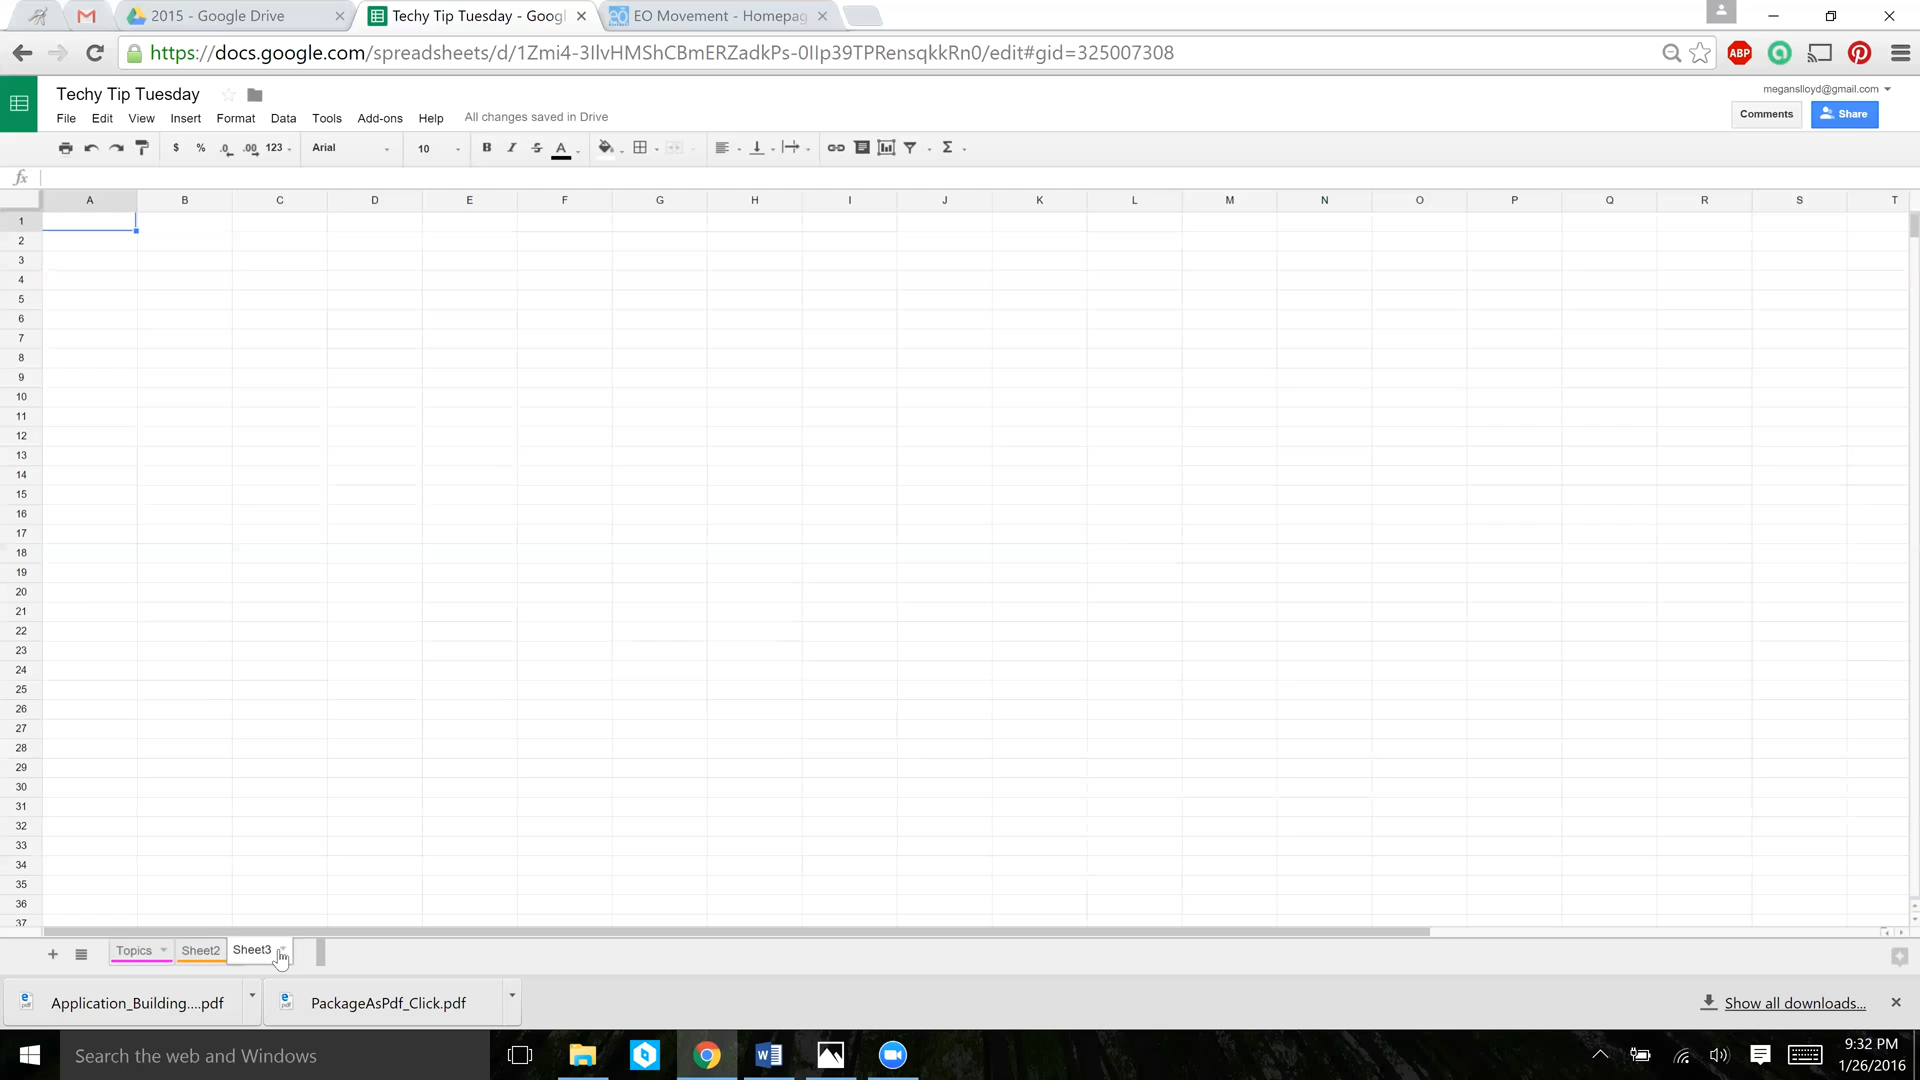 2015 - Google Drive
Techy Tip Tuesday - Googl
EO Movement - Homepag
https://docs.google.com/spreadsheets/d/1Zmi4-3IlvHMShCBmERZadkPs-0IIp39TPRensqkkRn0/edit#gid=325007308
ABP
Techy Tip Tuesday
meganslloyd@gmail.com
File Edit View Insert Format Data Tools Add-ons Help All changes saved in Drive
Comments Share
$ % .0 .00 123 Arial 10 B I S A Σ
fx
A B C D E F G H I J K L M N O P Q R S T
1
2
3
4
5
6
7
8
9
10
11
12
13
14
15
16
17
18
19
20
21
22
23
24
25
26
27
28
29
30
31
32
33
34
35
36
37
Topics Sheet2 Sheet3
Application_Building....pdf PackageAsPdf_Click.pdf Show all downloads...
Search the web and Windows
9:32 PM
1/26/2016